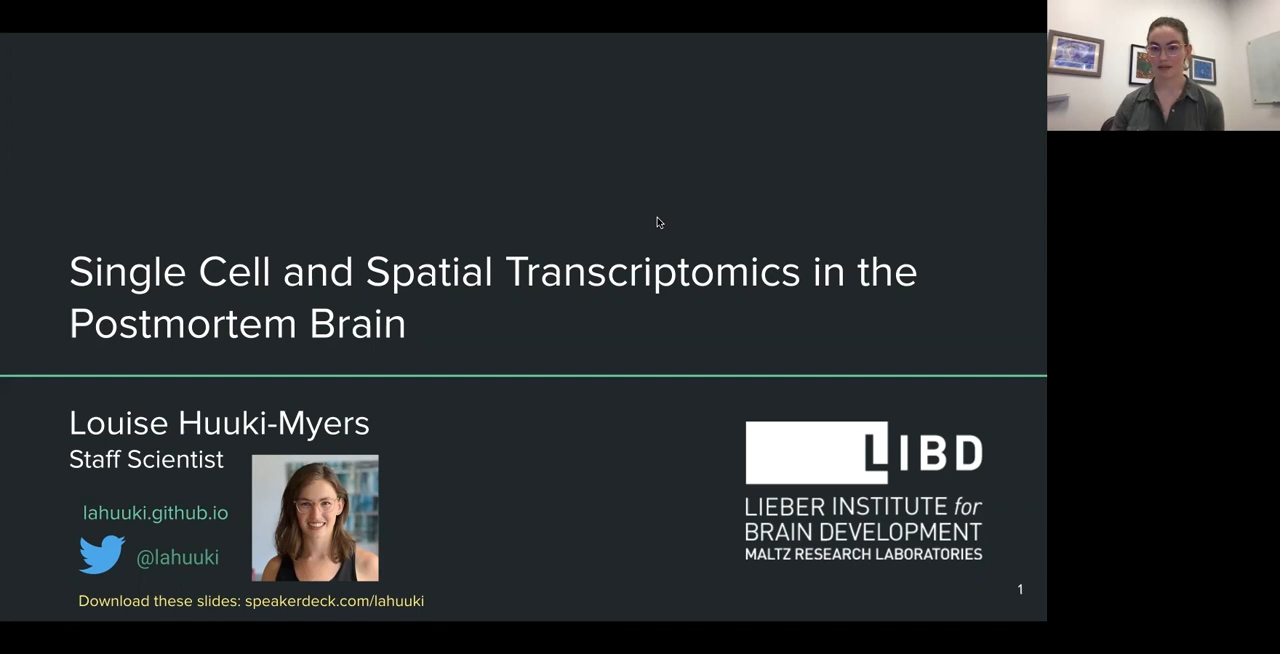 Single Cell and Spatial Transcriptomics in the
Postmortem Brain
Louise Huuki-Myers
Staff Scientist
lahuuki.github.io
@lahuuki
Download these slides: speakerdeck.com/lahuuki
LIBD
LIEBER INSTITUTE for
BRAIN DEVELOPMENT
MALTZ RESEARCH LABORATORIES
1